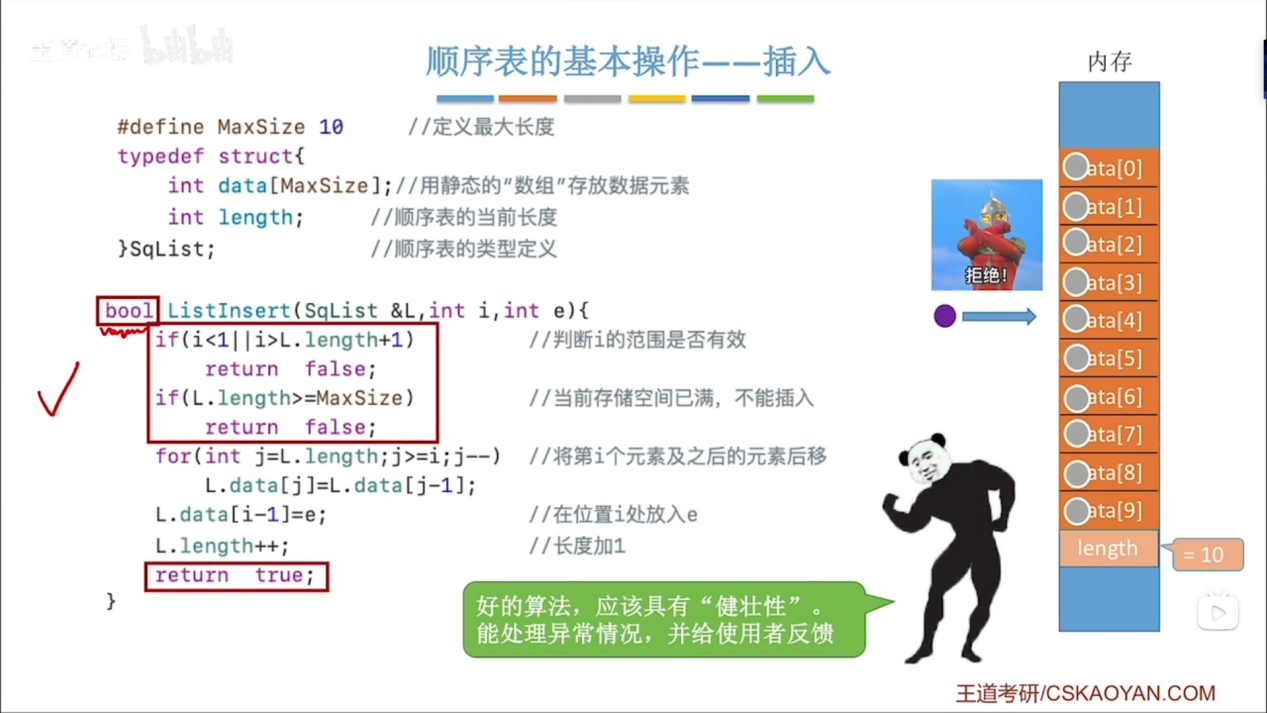 王道论坛 bilibili
顺序表的基本操作——插入
#define MaxSize 10 //定义最大长度
typedef struct{
int data[MaxSize];//用静态的“数组”存放数据元素
int length; //顺序表的当前长度
}SqList; //顺序表的类型定义
bool ListInsert(SqList &L,int i,int e){
if(i<1||i>L.length+1) //判断i的范围是否有效
return false;
if(L.length>=MaxSize) //当前存储空间已满，不能插入
return false;
for(int j=L.length;j>=i;j--) //将第i个元素及之后的元素后移
L.data[j]=L.data[j-1];
L.data[i-1]=e; //在位置i处放入e
L.length++; //长度加1
return true;
}
拒绝!
好的算法，应该具有“健壮性”。
能处理异常情况，并给使用者反馈
内存
ata[0]
ata[1]
ata[2]
ata[3]
ata[4]
ata[5]
ata[6]
ata[7]
ata[8]
ata[9]
length
= 10
王道考研/CSKAOYAN.COM